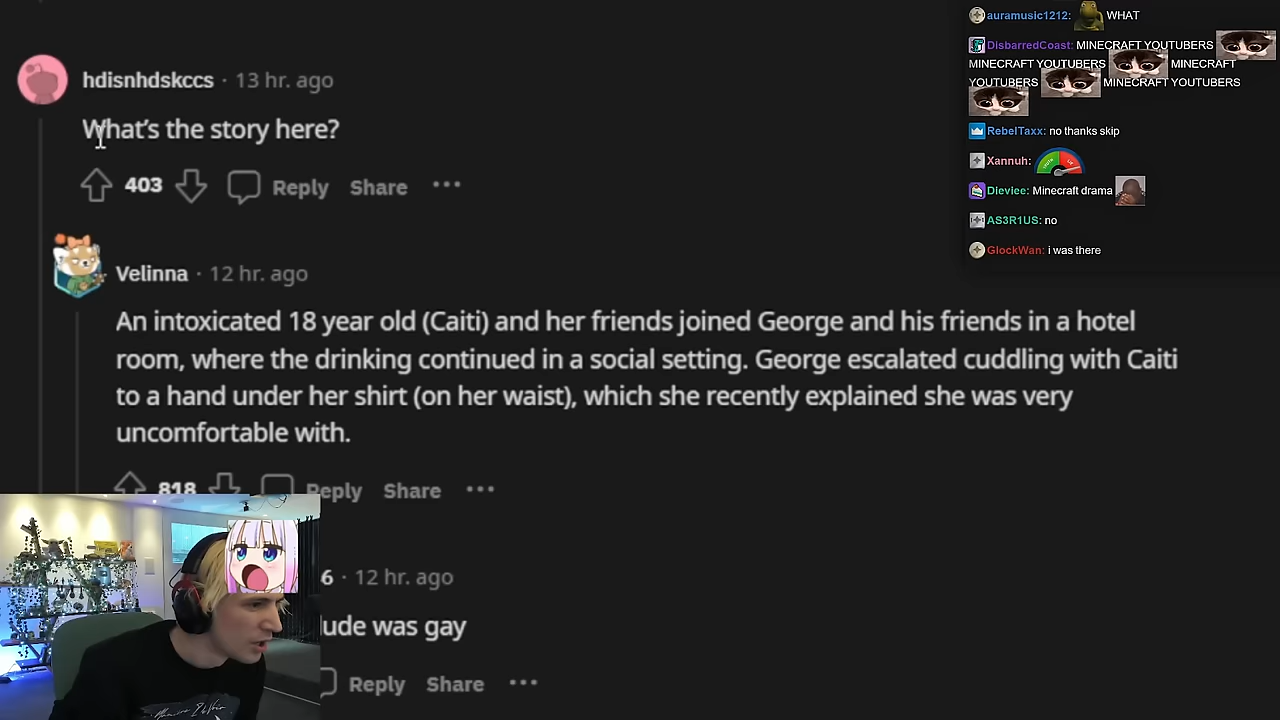 hdisnhdskccs · 13 hr. ago
What's the story here?
403 Reply Share ···
Velinna · 12 hr. ago
An intoxicated 18 year old (Caiti) and her friends joined George and his friends in a hotel
room, where the drinking continued in a social setting. George escalated cuddling with Caiti
to a hand under her shirt (on her waist), which she recently explained she was very
uncomfortable with.
818 Reply Share ···
6 · 12 hr. ago
lude was gay
Reply Share ···
auramusic1212: WHAT
DisbarredCoast: MINECRAFT YOUTUBERS
MINECRAFT YOUTUBERS MINECRAFT
YOUTUBERS MINECRAFT YOUTUBERS
RebelTaxx: no thanks skip
Xannuh:
Dieviee: Minecraft drama
AS3R1US: no
GlockWan: i was there